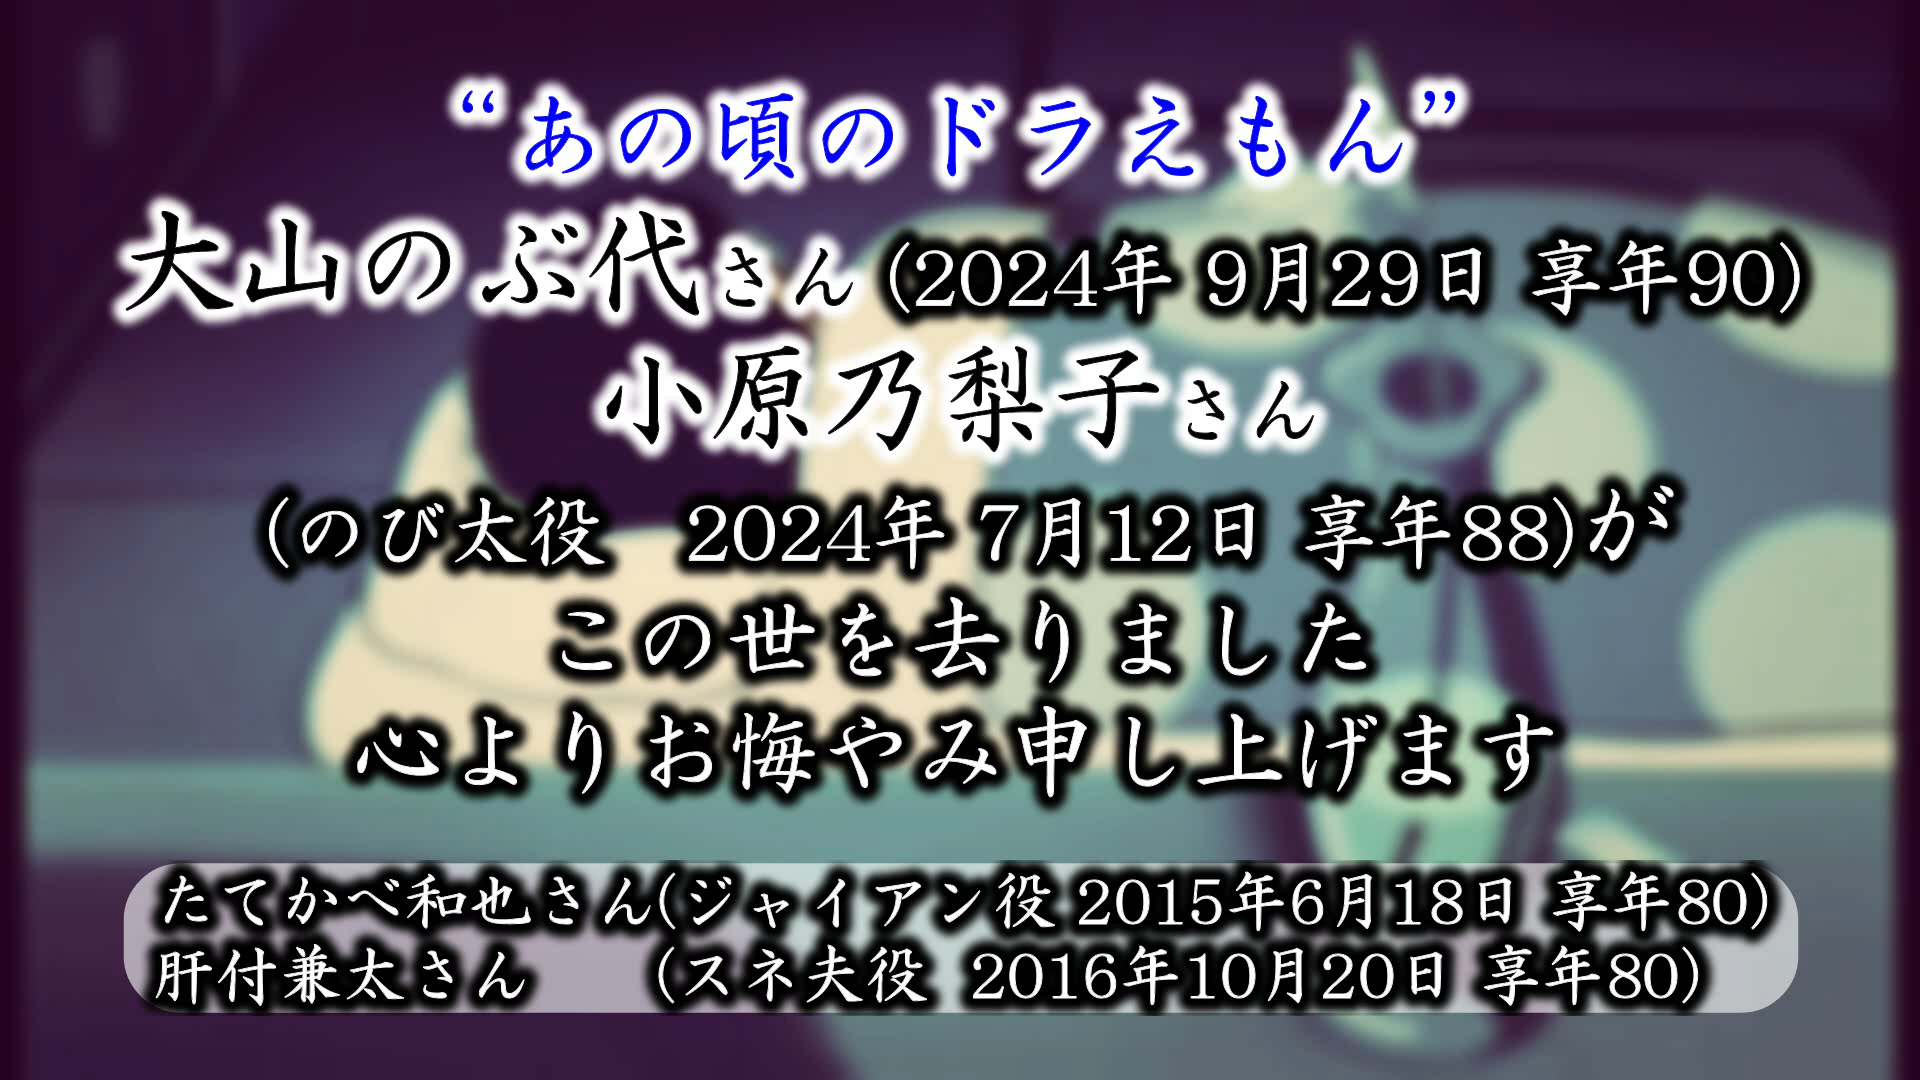 “あの頃のドラえもん”
大山のぶ代さん(2024年 9月29日 享年90)
小原乃梨子さん
(のび太役　2024年 7月12日 享年88)が
この世を去りました
心よりお悔やみ申し上げます
たてかべ和也さん(ジャイアン役 2015年6月18日 享年80)
肝付兼太さん　(スネ夫役 2016年10月20日 享年80)